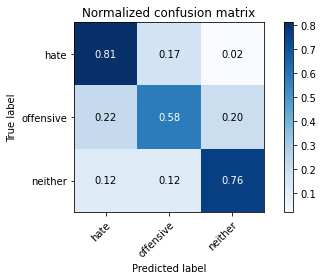 Normalized confusion matrix
True label
hate
offensive
neither
0.81 0.17 0.02
0.22 0.58 0.20
0.12 0.12 0.76
hate
offensive
neither
Predicted label
0.8
0.7
0.6
0.5
0.4
0.3
0.2
0.1